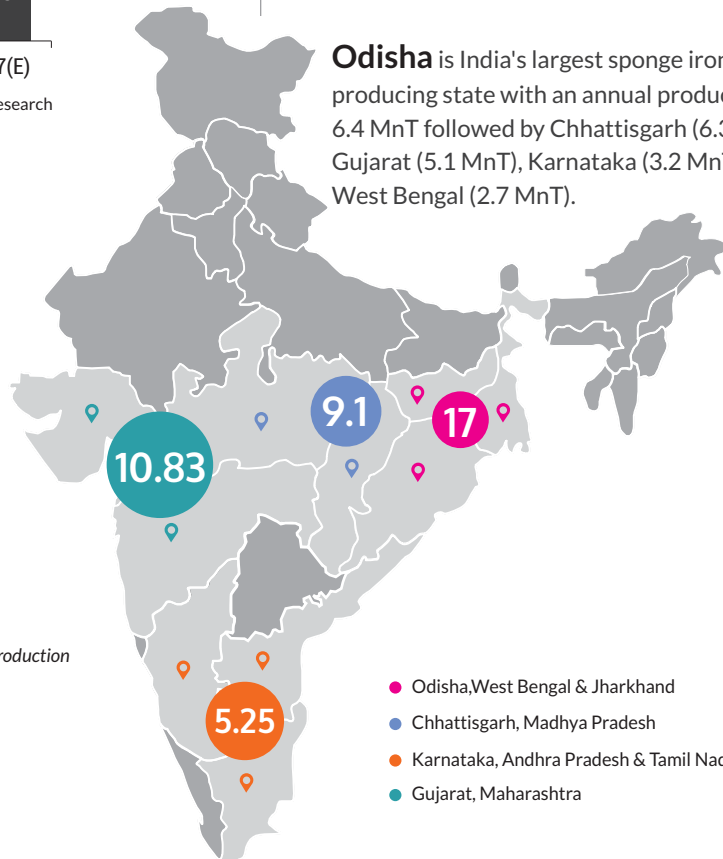 7(E)
esearch
Odisha is India's largest sponge iron
producing state with an annual produc
6.4 MnT followed by Chhattisgarh (6.3
Gujarat (5.1 MnT), Karnataka (3.2 MnT
West Bengal (2.7 MnT).
9.1
17
10.83
roduction
5.25
Odisha,West Bengal & Jharkhand
Chhattisgarh, Madhya Pradesh
Karnataka, Andhra Pradesh & Tamil Nad
Gujarat, Maharashtra